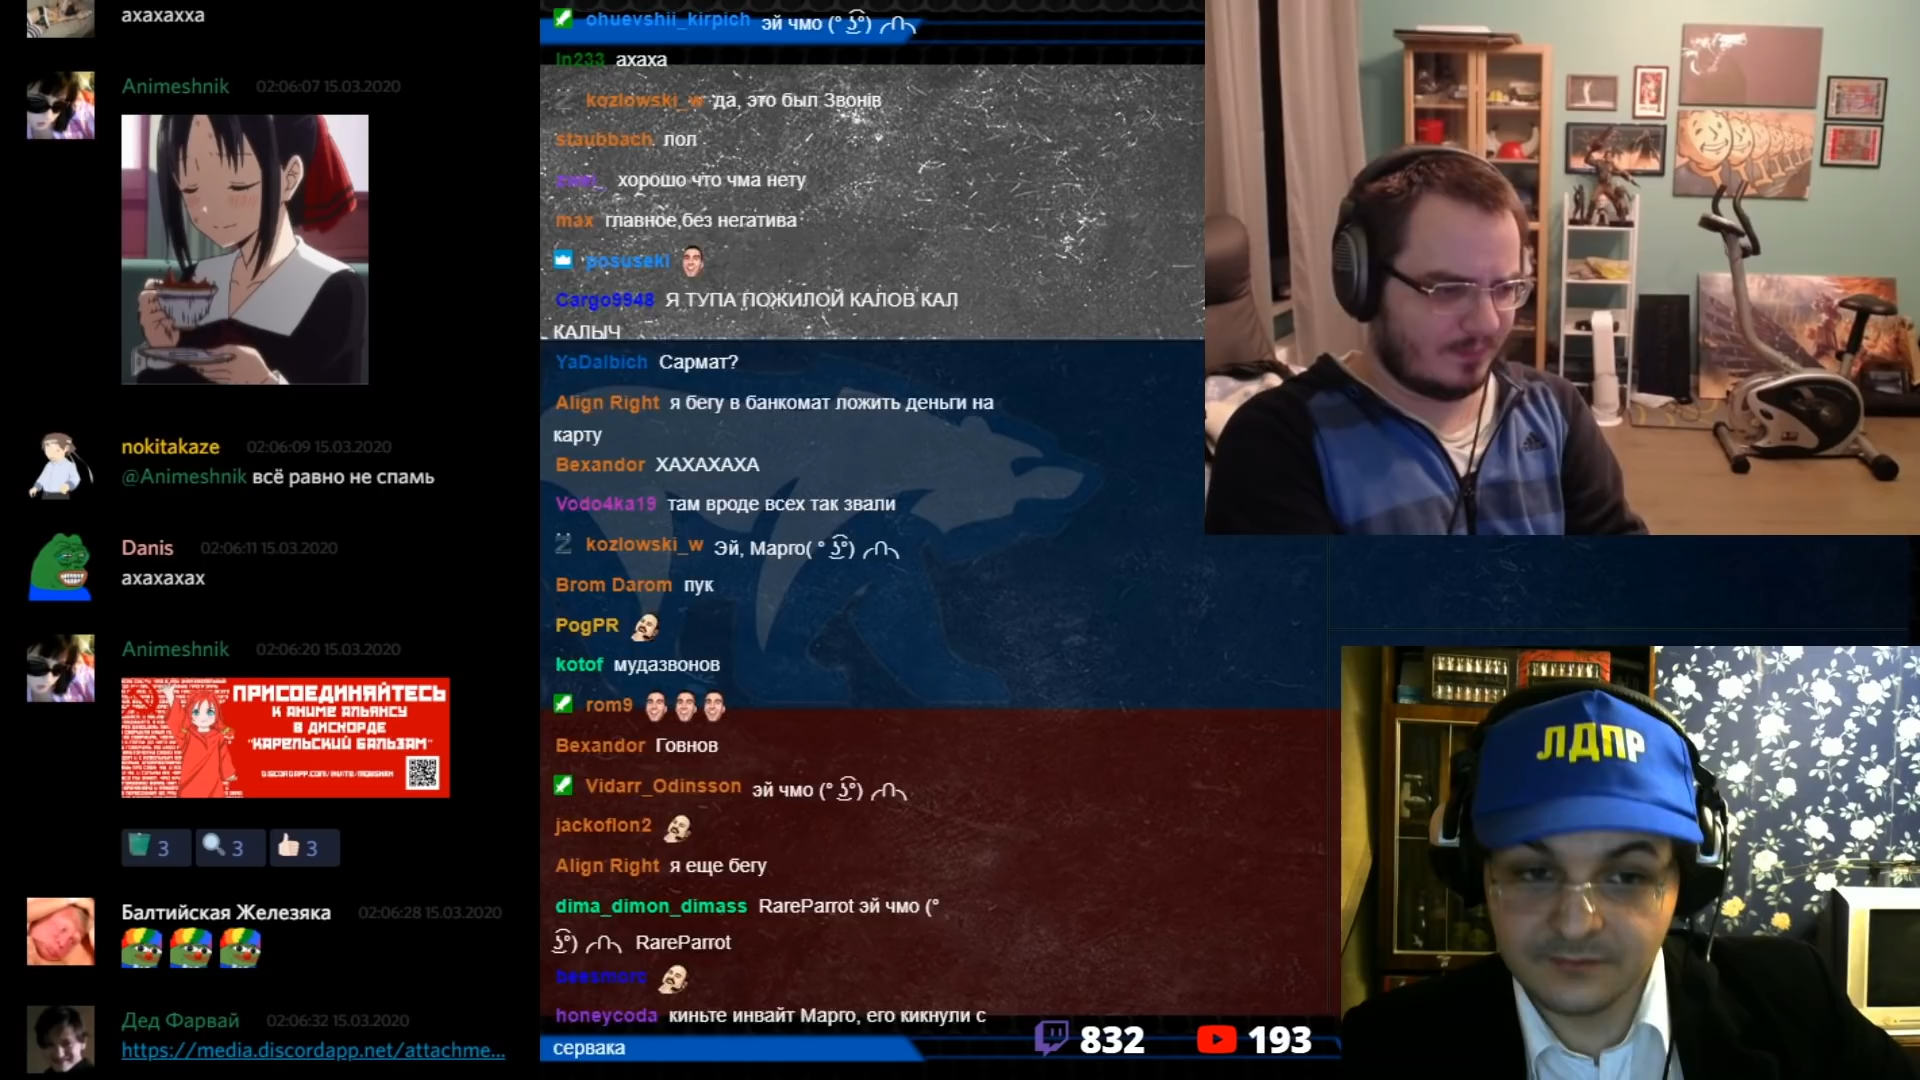 ахахахха
Animeshnik 02:06:07 15.03.2020
nokitakaze 02:06:09 15.03.2020
@Animeshnik всё равно не спамь
Danis 02:06:11 15.03.2020
ахахахах
Animeshnik 02:06:20 15.03.2020
ПРИСОЕДИНЯЙТЕСЬ
К АНИМЕ АЛЬЯНСУ
В ДИСКОРДЕ
"КАРЕЛЬСКИЙ БАЛЬЗАМ"
3 3 3
Балтийская Железяка 02:06:28 15.03.2020
Дед Фарвай 02:06:32 15.03.2020
https://media.discordapp.net/attachme...
ohuevshii_kirpich эй чмо (° ͜ʖ͡°) ╭∩╮
ln233 ахаха
kozlowski_w да, это был Звонів
staubbach лол
хорошо что чма нету
max главное,без негатива
posuseki
Cargo9948 Я ТУПА ПОЖИЛОЙ КАЛОВ КАЛ
КАЛЫЧ
YaDalbich Сармат?
Align Right я бегу в банкомат ложить деньги на
карту
Bexandor ХАХАХАХА
Vodo4ka19 там вроде всех так звали
kozlowski_w Эй, Марго( ° ͜ʖ͡°) ╭∩╮
Brom Darom пук
PogPR
kotof мудазвонов
rom9
Bexandor Говнов
Vidarr_Odinsson эй чмо (° ͜ʖ͡°) ╭∩╮
jackoflon2
Align Right я еще бегу
dima_dimon_dimass RareParrot эй чмо (°
͜ʖ͡°) ╭∩╮ RareParrot
beesmorc
honeycoda киньте инвайт Марго, его кикнули с
сервака
832 193
ЛДПР